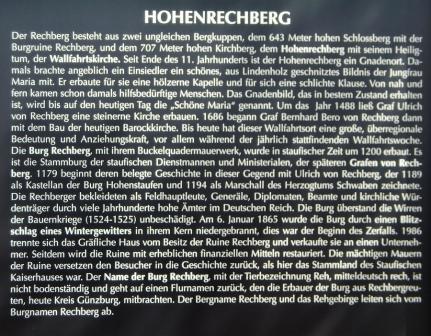 HOHENRECHBERG
Der Rechberg besteht aus zwei ungleichen Bergkuppen, dem 643 Meter hohen Schlossberg mit der
Burgruine Rechberg, und dem 707 Meter hohen Kirchberg, dem Hohenrechberg mit seinem Heilig-
tum, der Wallfahrtskirche. Seit Ende des 11. Jahrhunderts ist der Hohenrechberg ein Gnadenort. Da-
mals brachte angeblich ein Einsiedler ein schönes, aus Lindenholz geschnitztes Bildnis der Jungfrau
Maria mit. Er erbaute für sie eine hölzerne Kapelle und für sich eine schlichte Klause. Von nah und
fern kamen schon damals hilfsbedürftige Menschen. Das Gnadenbild, das in bestem Zustand erhalten
ist, wird bis auf den heutigen Tag die „Schöne Maria" genannt. Um das Jahr 1488 ließ Graf Ulrich
von Rechberg eine steinerne Kirche erbauen. 1686 begann Graf Bernhard Bero von Rechberg dann
mit dem Bau der heutigen Barockkirche. Bis heute hat dieser Wallfahrtsort eine große, überregionale
Bedeutung und Anziehungskraft, vor allem während der jährlich stattfindenden Wallfahrtswoche.
Die Burg Rechberg, mit ihrem Buckelquadermauerwerk, wurde in staufischer Zeit um 1200 erbaut. Es
ist die Stammburg der staufischen Dienstmannen und Ministerialen, der späteren Grafen von Rech-
berg. 1179 beginnt deren belegte Geschichte in dieser Gegend mit Ulrich von Rechberg, der 1189
als Kastellan der Burg Hohenstaufen und 1194 als Marschall des Herzogtums Schwaben zeichnete.
Die Rechberger bekleideten als Feldhauptleute, Generäle, Diplomaten, Beamte und kirchliche Wür-
denträger durch viele Jahrhunderte hohe Ämter im Deutschen Reich. Die Burg überstand die Wirren
der Bauernkriege (1524-1525) unbeschädigt. Am 6. Januar 1865 wurde die Burg durch einen Blitz-
schlag eines Wintergewitters in ihrem Kern niedergebrannt, dies war der Beginn des Zerfalls. 1986
trennte sich das Gräfliche Haus vom Besitz der Ruine Rechberg und verkaufte sie an einen Unterneh-
mer. Seitdem wird die Ruine mit erheblichen finanziellen Mitteln restauriert. Die mächtigen Mauern
der Ruine versetzen den Besucher in die Geschichte zurück, als hier das Stammland des Staufischen
Kaiserhauses war. Der Name der Burg Rechberg, mit der Tierbezeichnung Reh, mitteldeutsch rech, ist
nicht bodenständig und geht auf einen Flurnamen zurück, den die Erbauer der Burg aus Rechbergreu-
ten, heute Kreis Günzburg, mitbrachten. Der Bergname Rechberg und das Rehgebirge leiten sich vom
Burgnamen Rechberg ab.